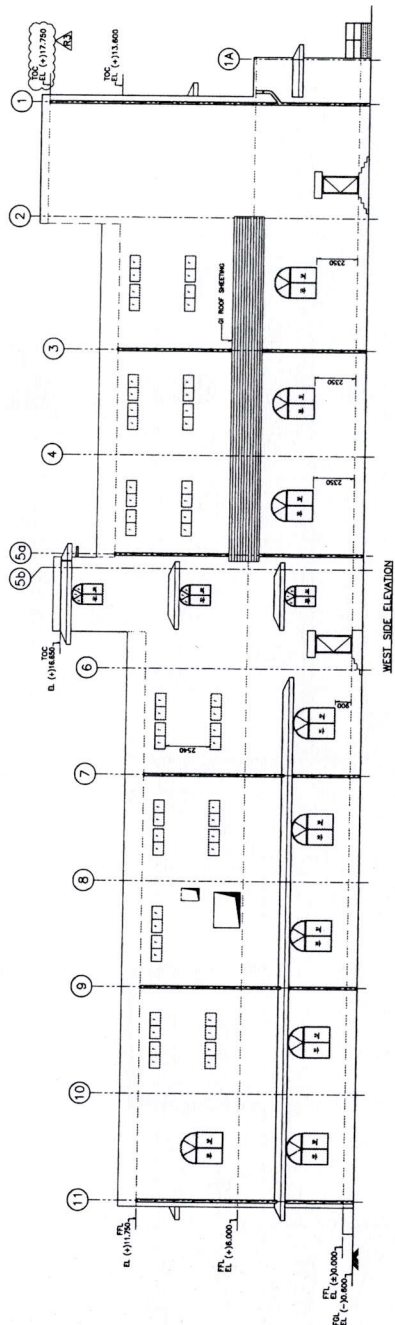 11
10
9
8
7
6
5b
5a
4
3
2
1
1A
TOC
EL (+)17.750
R3
TOC
EL (+)13.600
TOC
EL (+)16.650
GI ROOF SHEETING
2350
2350
2350
2540
900
FFL
EL (+)11.750
FFL
EL (+)6.000
FFL
EL (±)0.000
FGL
EL (-)0.600
WEST SIDE ELEVATION